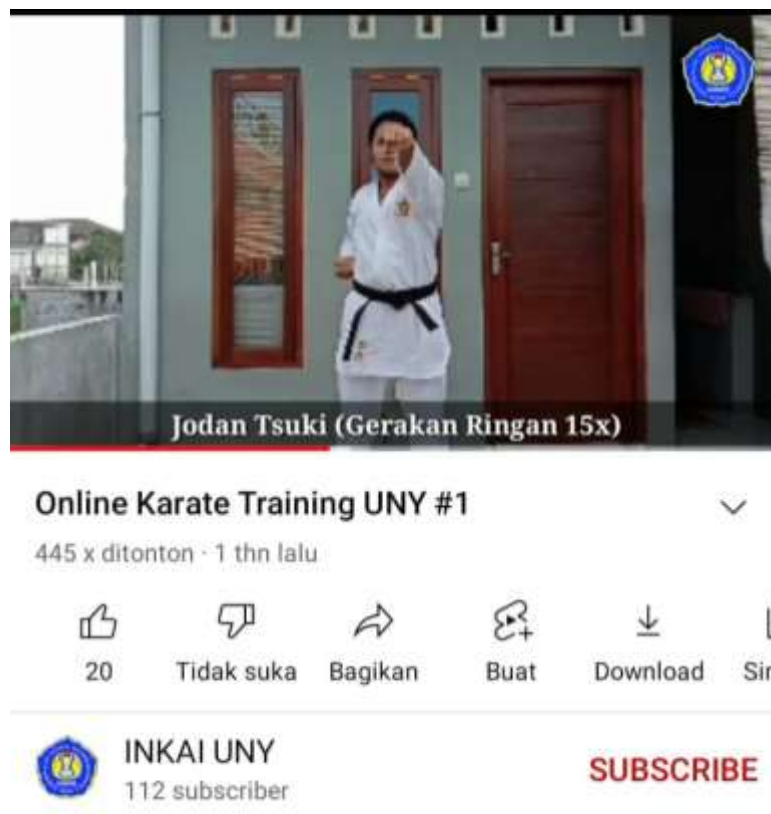 Jodan Tsuki (Gerakan Ringan 15x)
Online Karate Training UNY #1
445 x ditonton · 1 thn lalu
20 Tidak suka Bagikan Buat Download
INKAI UNY
SUBSCRIBE
112 subscriber